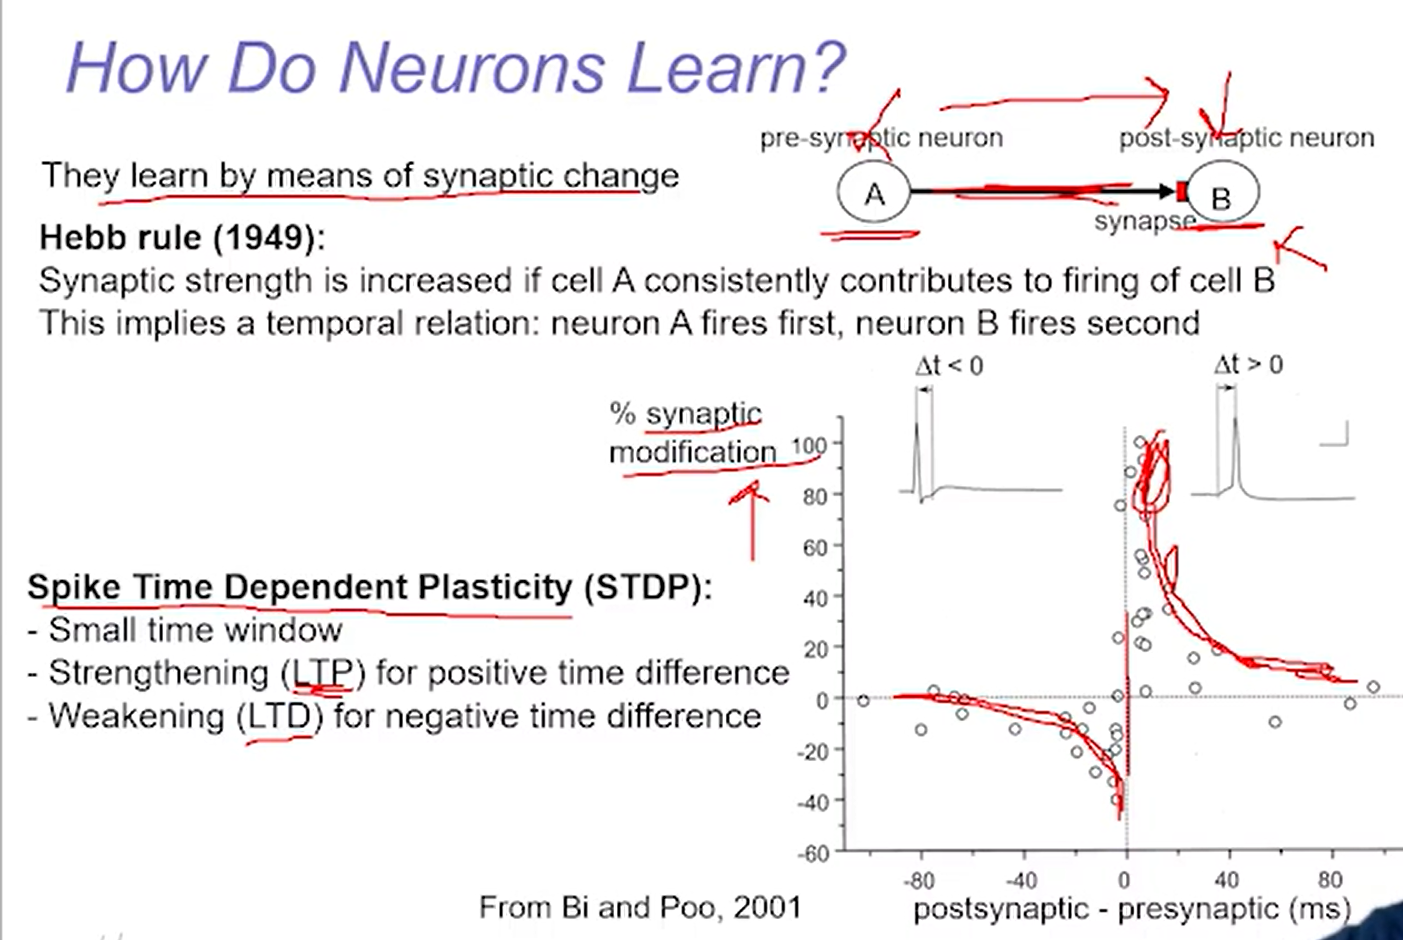 How Do Neurons Learn?
pre-synaptic neuron
post-synaptic neuron
A
B
synapse
They learn by means of synaptic change
Hebb rule (1949):
Synaptic strength is increased if cell A consistently contributes to firing of cell B
This implies a temporal relation: neuron A fires first, neuron B fires second
Δt < 0
Δt > 0
% synaptic
modification
100
80
60
40
20
0
-20
-40
-60
-80
-40
0
40
80
postsynaptic - presynaptic (ms)
Spike Time Dependent Plasticity (STDP):
- Small time window
- Strengthening (LTP) for positive time difference
- Weakening (LTD) for negative time difference
From Bi and Poo, 2001